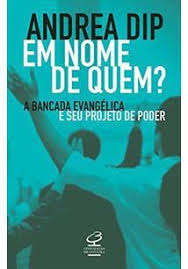 ANDREA DIP
EM NOME
DE QUEM?
A BANCADA EVANGÉLICA
E SEU PROJETO DE PODER